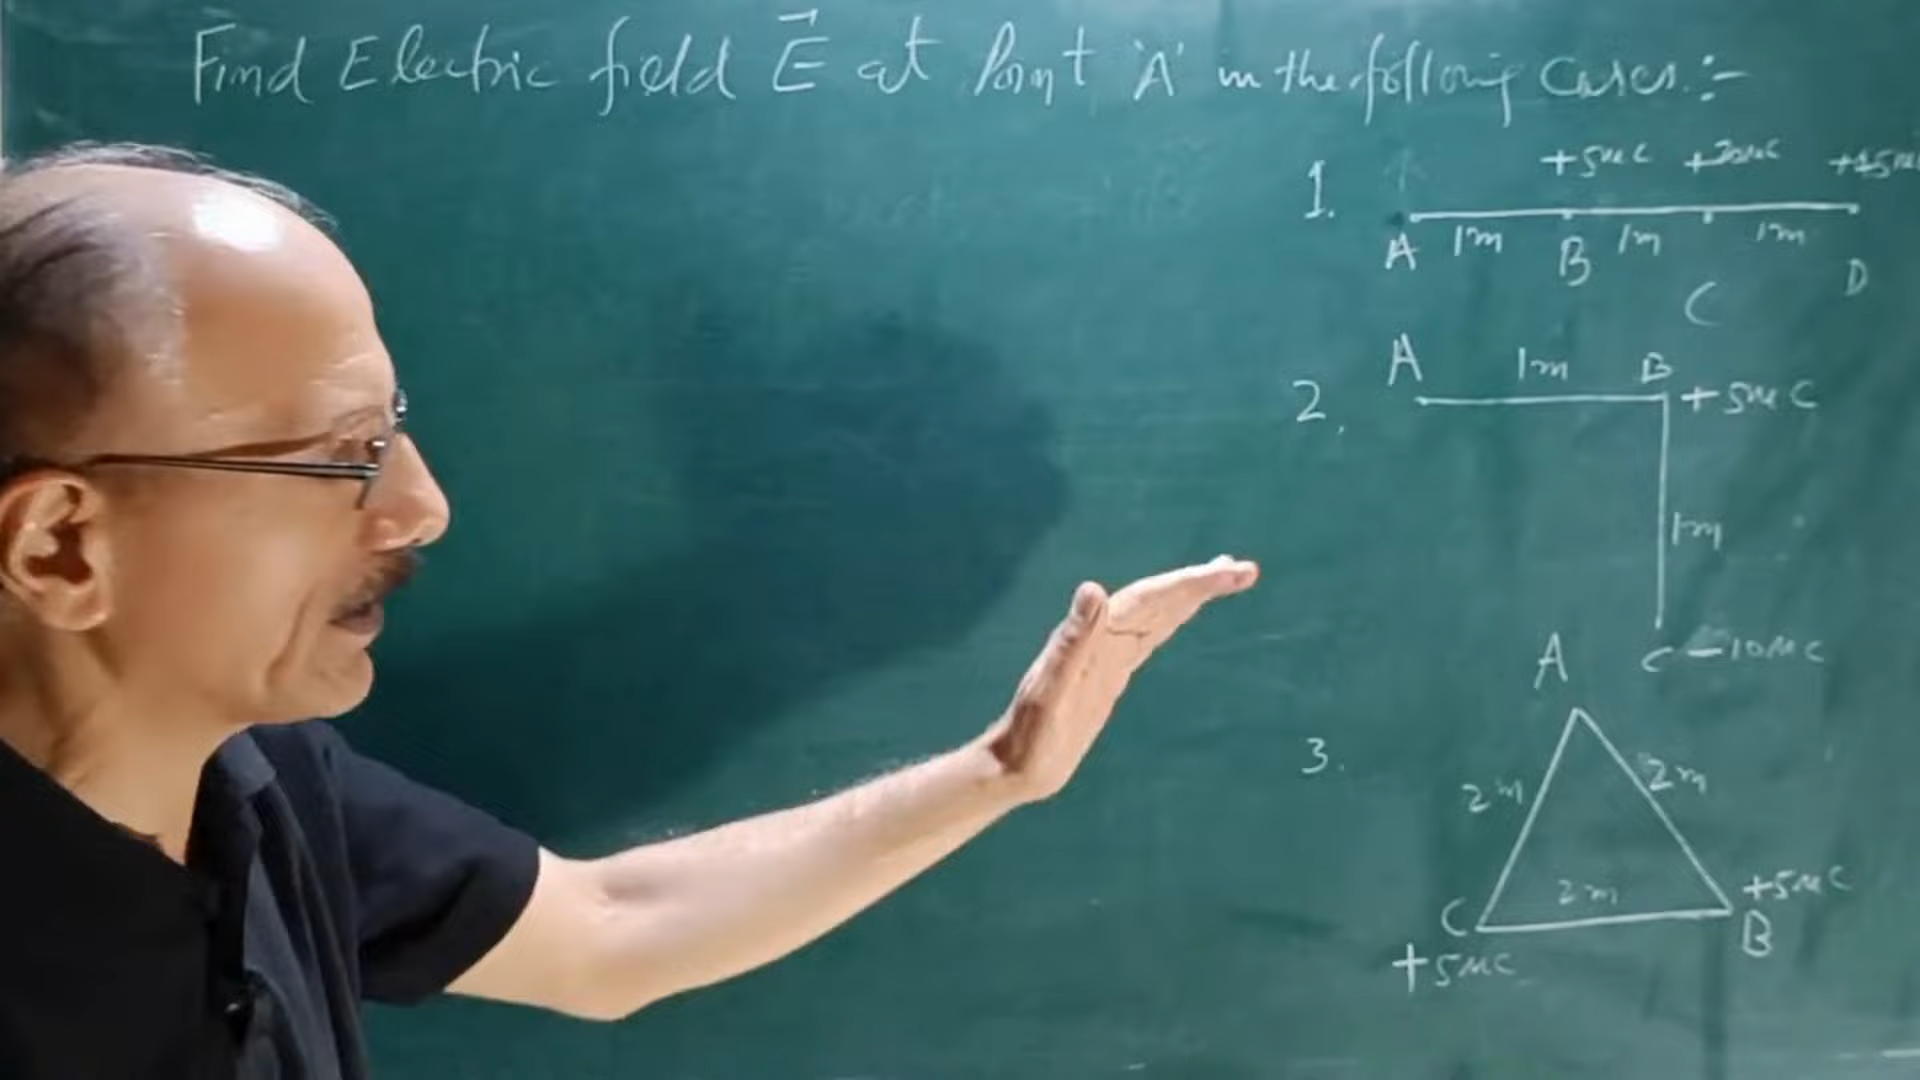 Find Electric field E at Point 'A' in the following Cases :-
1.
+5μC
A 1m B 1m 1m
C D
2.
A 1m B +5μC
1m
C -10μC
3.
A
2m 2m
2m
C B +5μC
+5μC